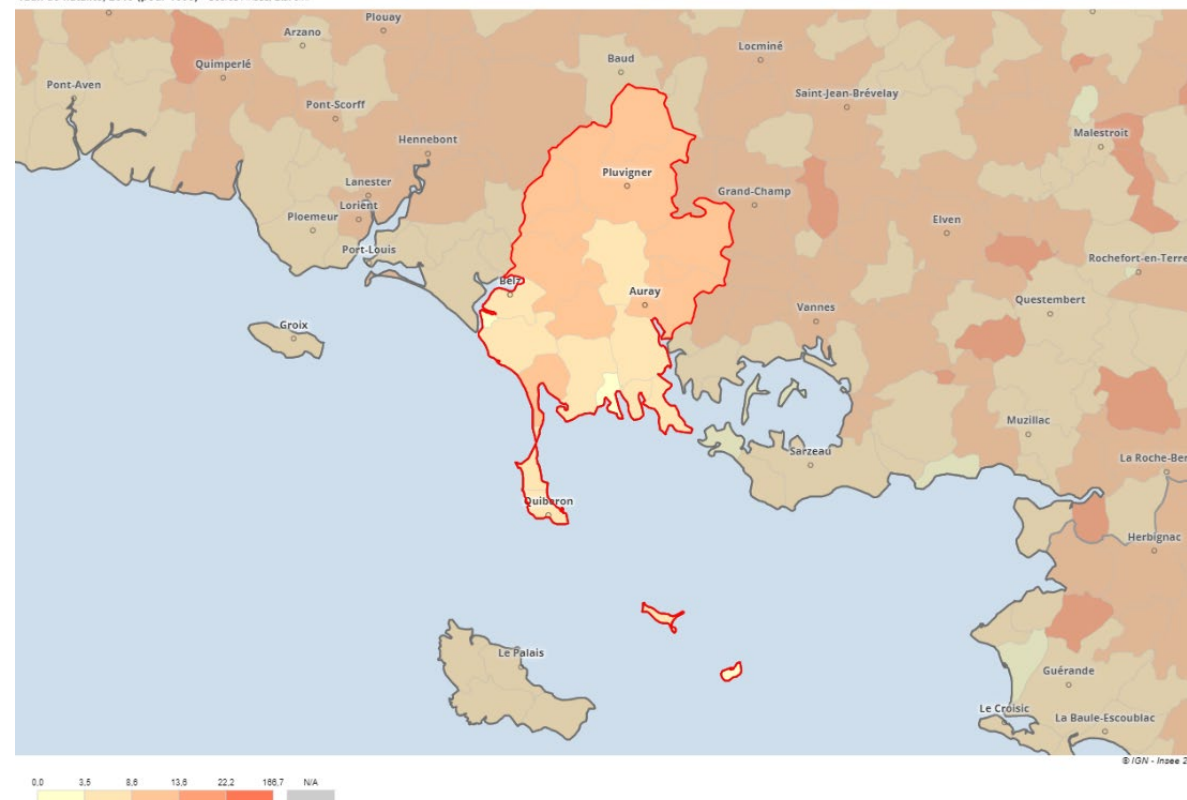 Plouay
Arzano
Locminé
Baud
Quimperlé
Pont-Aven
Saint-Jean-Brévelay
Pont-Scorff
Malestroit
Hennebont
Pluvigner
Lanester
Grand-Champ
Lorient
Ploemeur
Elven
Port-Louis
Rochefort-en-Terre
Belz
Auray
Questembert
Vannes
Groix
Muzillac
Sarzeau
La Roche-Ber
Quiberon
Herbignac
Le Palais
Guérande
Le Croisic
La Baule-Escoublac
© IGN - Insee 2
0,0 3,5 8,6 13,6 22,2 166,7 N/A